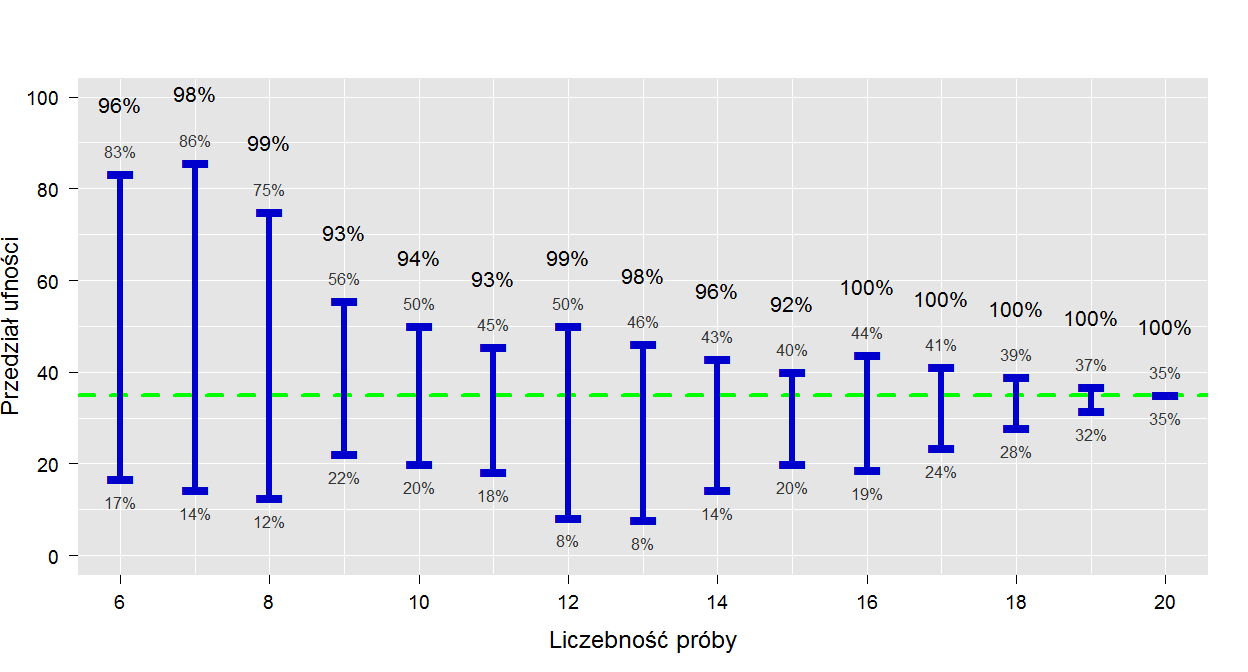 Przedział ufności
100
80
60
40
20
0
96% 98% 99% 93% 94% 93% 99% 98% 96% 92% 100% 100% 100% 100% 100%
83% 86% 75% 56% 50% 45% 50% 46% 43% 40% 44% 41% 39% 37% 35%
17% 14% 12% 22% 20% 18% 8% 8% 14% 20% 19% 24% 28% 32% 35%
6 8 10 12 14 16 18 20
Liczebność próby